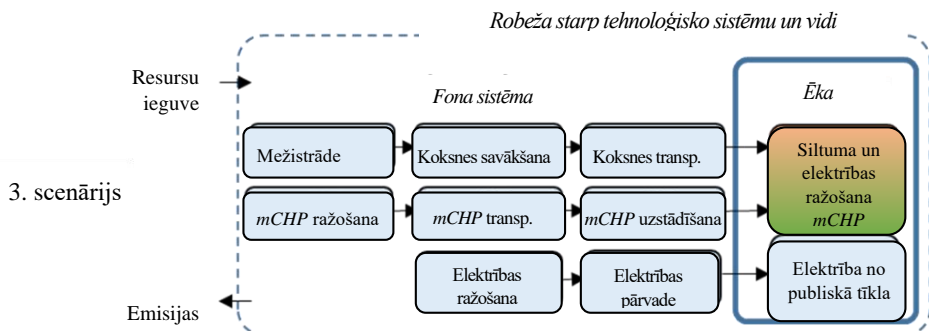 Robeža starp tehnoloģisko sistēmu un vidi
Resursu
ieguve
Fona sistēma
Ēka
Mežistrāde
Koksnes savākšana
Koksnes transp.
Siltuma un
elektrības
ražošana
mCHP
3. scenārijs
mCHP ražošana
mCHP transp.
mCHP uzstādīšana
Elektrības
ražošana
Elektrības
pārvade
Elektrība no
publiskā tīkla
Emisijas